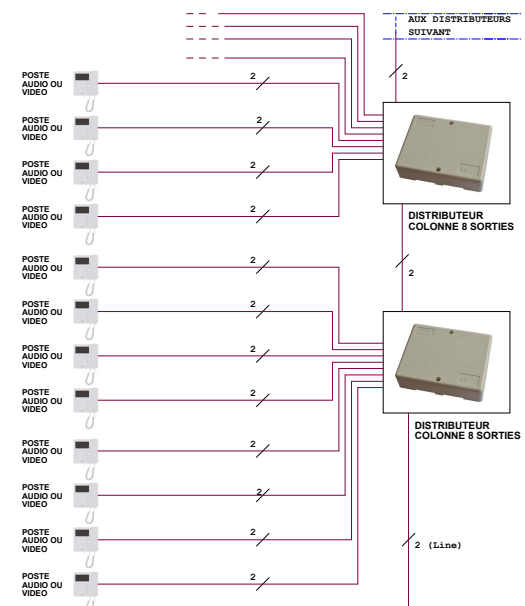 AUX DISTRIBUTEURS
SUIVANT
2
POSTE
AUDIO OU
VIDEO
2
POSTE
AUDIO OU
VIDEO
2
POSTE
AUDIO OU
VIDEO
2
POSTE
AUDIO OU
VIDEO
2
DISTRIBUTEUR
COLONNE 8 SORTIES
POSTE
AUDIO OU
VIDEO
2
2
POSTE
AUDIO OU
VIDEO
2
POSTE
AUDIO OU
VIDEO
2
POSTE
AUDIO OU
VIDEO
2
DISTRIBUTEUR
COLONNE 8 SORTIES
POSTE
AUDIO OU
VIDEO
2
POSTE
AUDIO OU
VIDEO
2
POSTE
AUDIO OU
VIDEO
2
2 (Line)
POSTE
AUDIO OU
VIDEO
2